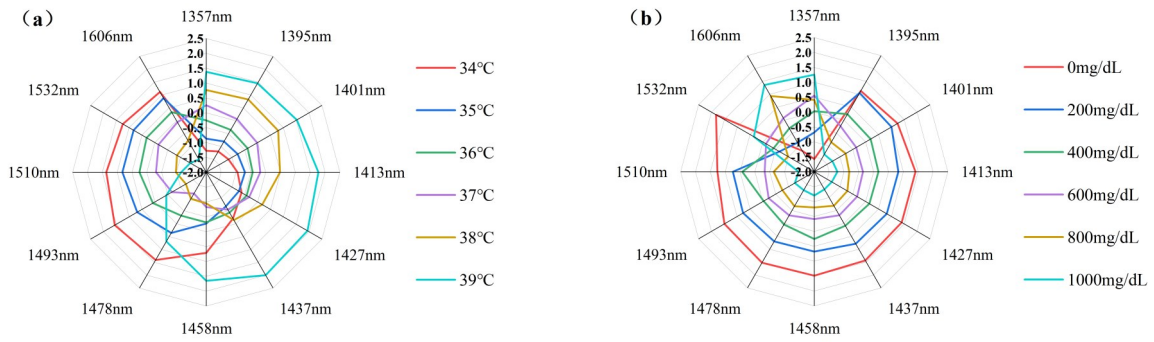 (a)
1357nm
1395nm
1401nm
1413nm
1427nm
1437nm
1458nm
1478nm
1493nm
1510nm
1532nm
1606nm
2.5
2.0
1.5
1.0
0.5
0.0
-0.5
-1.0
-1.5
-2.0
34℃
35℃
36℃
37℃
38℃
39℃
(b)
1357nm
1395nm
1401nm
1413nm
1427nm
1437nm
1458nm
1478nm
1493nm
1510nm
1532nm
1606nm
2.5
2.0
1.5
1.0
0.5
0.0
-0.5
-1.0
-1.5
-2.0
0mg/dL
200mg/dL
400mg/dL
600mg/dL
800mg/dL
1000mg/dL